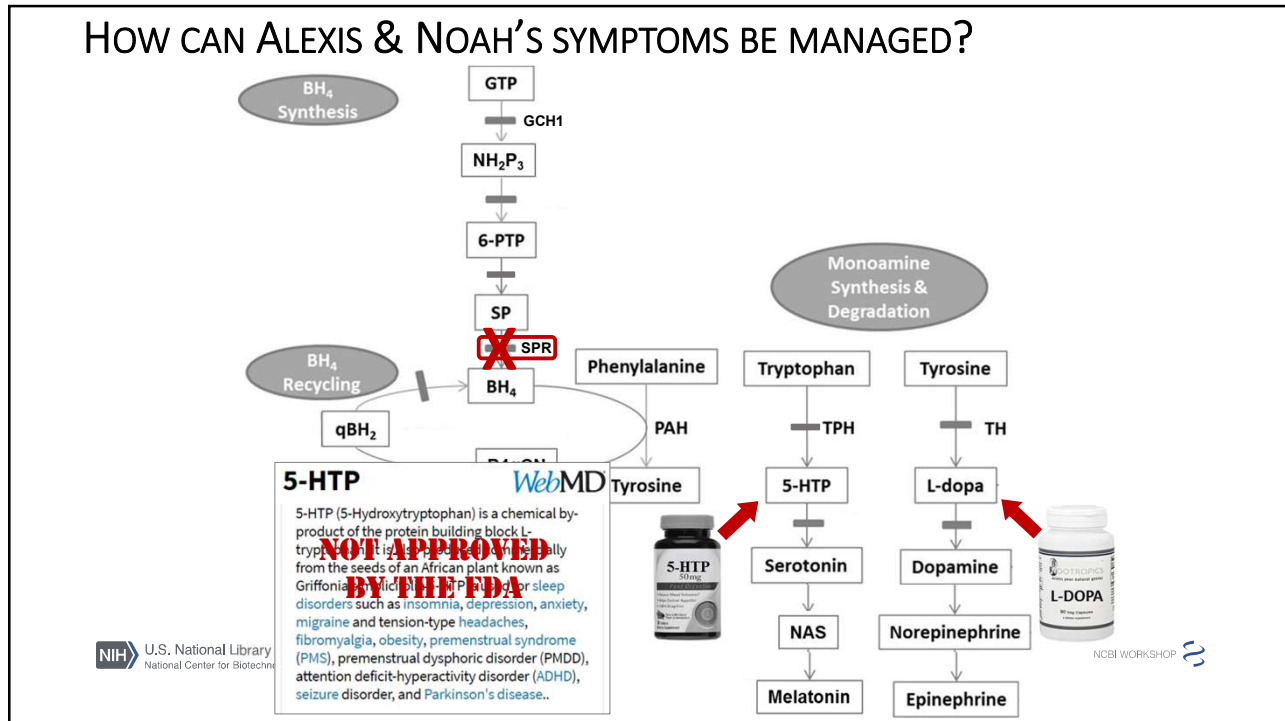 HOW CAN ALEXIS & NOAH'S SYMPTOMS BE MANAGED?
BH₄
Synthesis
GTP
GCH1
NH₂P₃
6-PTP
Monoamine
Synthesis &
Degradation
SP
SPR
BH₄
Recycling
BH₄
Phenylalanine
Tryptophan
Tyrosine
qBH₂
PAH
TPH
TH
Tyrosine
5-HTP
L-dopa
5-HTP
WebMD
5-HTP (5-Hydroxytryptophan) is a chemical by-
product of the protein building block L-
from the seeds of an African plant known as
Griffonia
sleep
disorders such as insomnia, depression, anxiety,
migraine and tension-type headaches,
fibromyalgia, obesity, premenstrual syndrome
(PMS), premenstrual dysphoric disorder (PMDD),
attention deficit-hyperactivity disorder (ADHD),
seizure disorder, and Parkinson's disease..
NOT APPROVED
BY THE FDA
5-HTP
50mg
Serotonin
Dopamine
L-DOPA
NAS
Norepinephrine
Melatonin
Epinephrine
NIH
U.S. National Library
National Center for
NCBI WORKSHOP